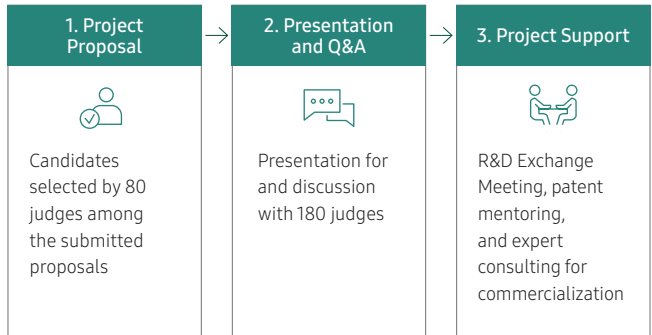 1. Project
Proposal
Candidates
selected by 80
judges among
the submitted
proposals
2. Presentation
and Q&A
Presentation for
and discussion
with 180 judges
3. Project Support
R&D Exchange
Meeting, patent
mentoring,
and expert
consulting for
commercialization